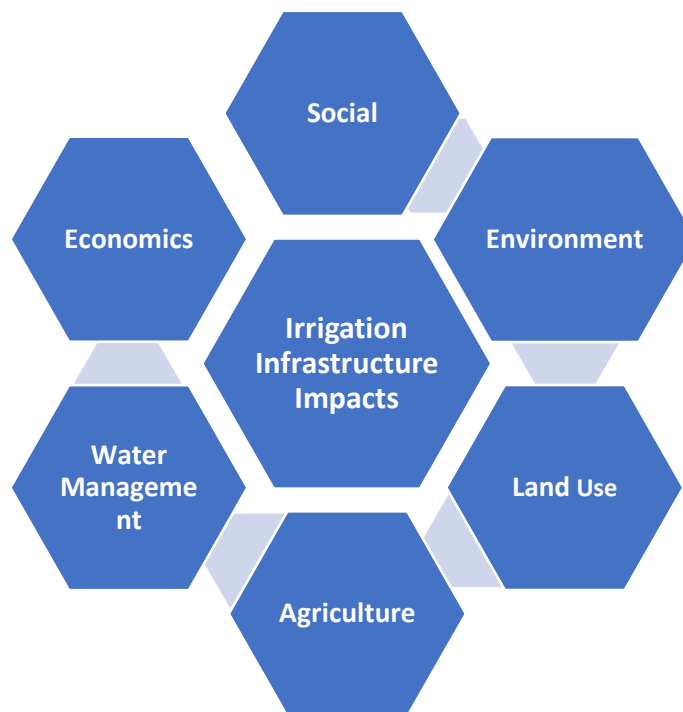 Social
Economics
Environment
Irrigation
Infrastructure
Impacts
Water
Manageme
nt
Land Use
Agriculture